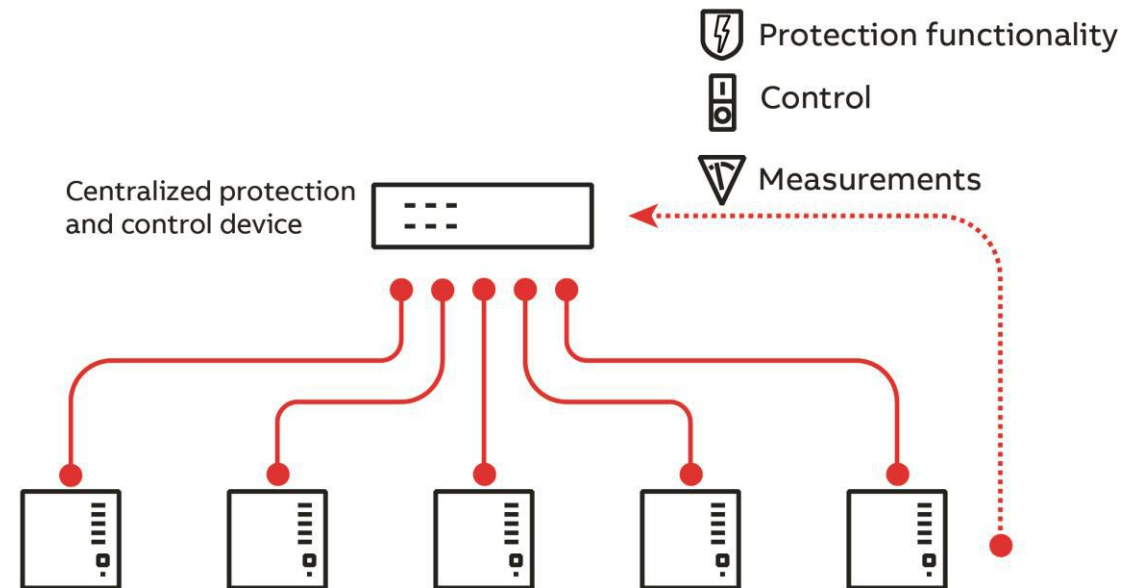 Protection functionality
Control
Measurements
Centralized protection
and control device